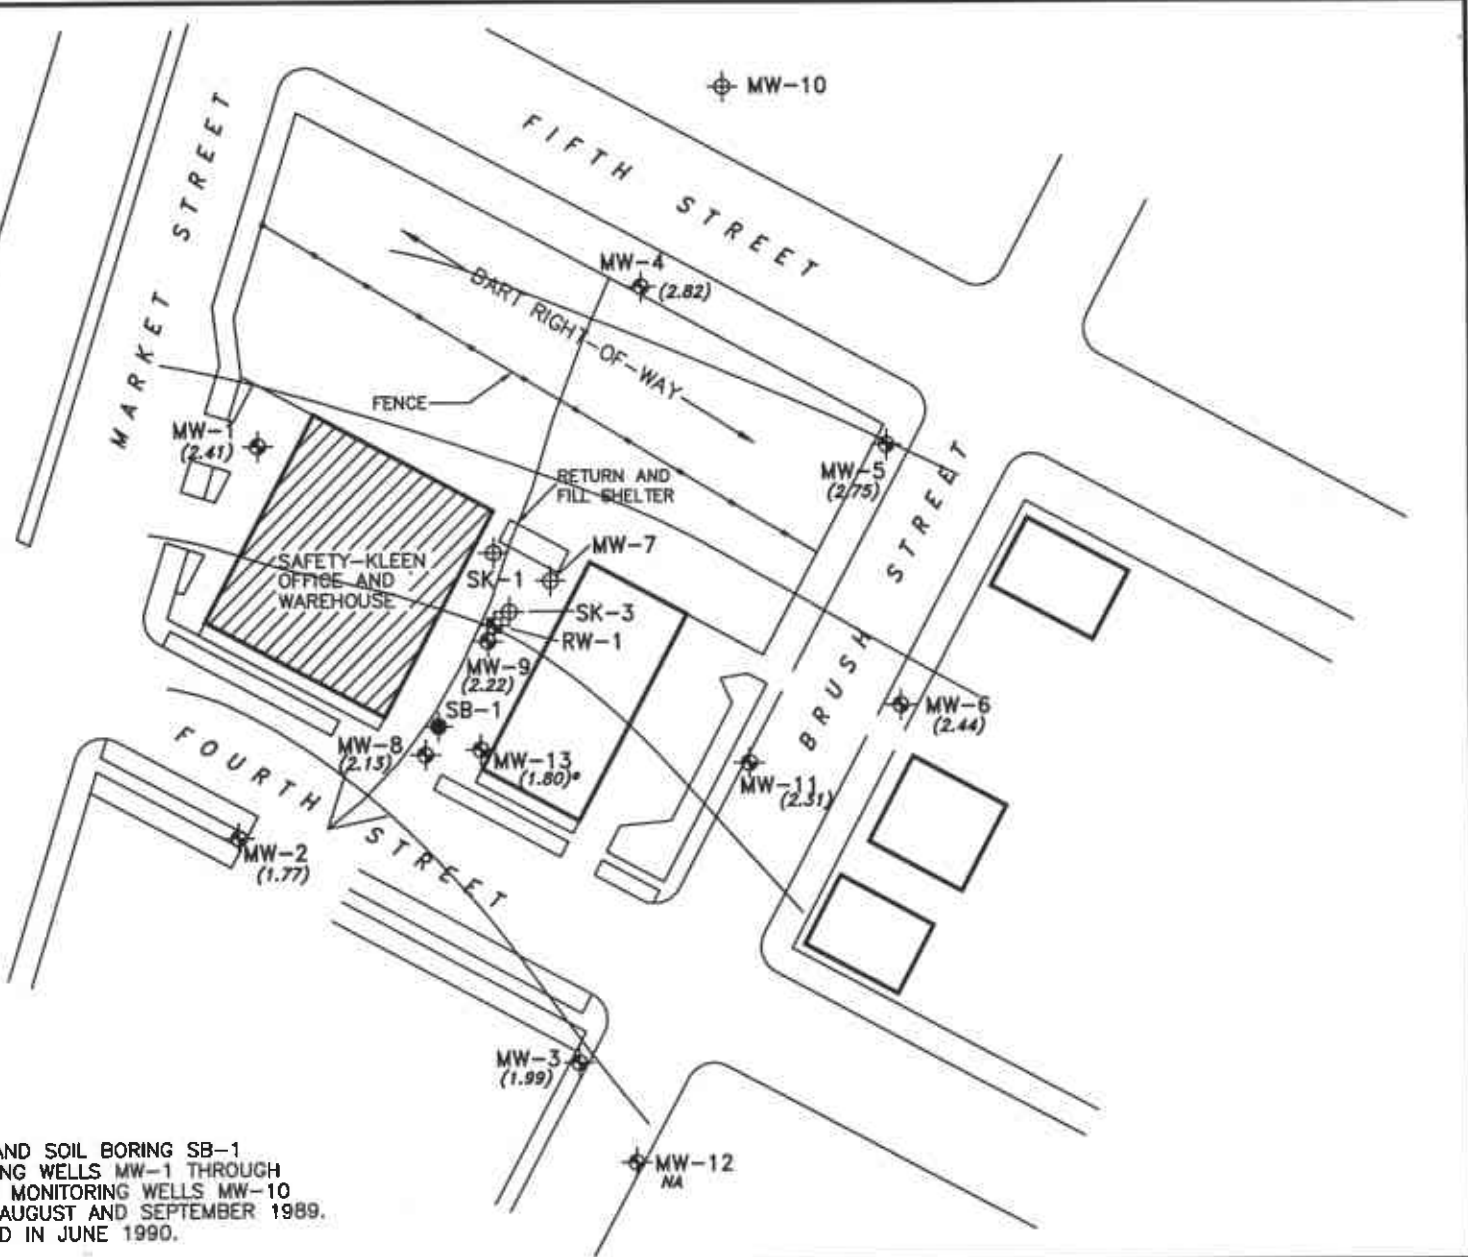 MW-10
FIFTH STREET
MARKET STREET
MW-4
(2.82)
BART RIGHT-OF-WAY
FENCE
MW-1
(2.41)
MW-5
(2.75)
RETURN AND
FILL SHELTER
MW-7
SAFETY-KLEEN
OFFICE AND
WAREHOUSE
SK-1
SK-3
RW-1
MW-9
(2.22)
BRUSH STREET
SB-1
MW-6
(2.44)
MW-8
(2.13)
MW-13
(1.80)*
MW-11
(2.31)
FOURTH STREET
MW-2
(1.77)
MW-3
(1.99)
MW-12
NA
AND SOIL BORING SB-1
NG WELLS MW-1 THROUGH
MONITORING WELLS MW-10
AUGUST AND SEPTEMBER 1989.
D IN JUNE 1990.